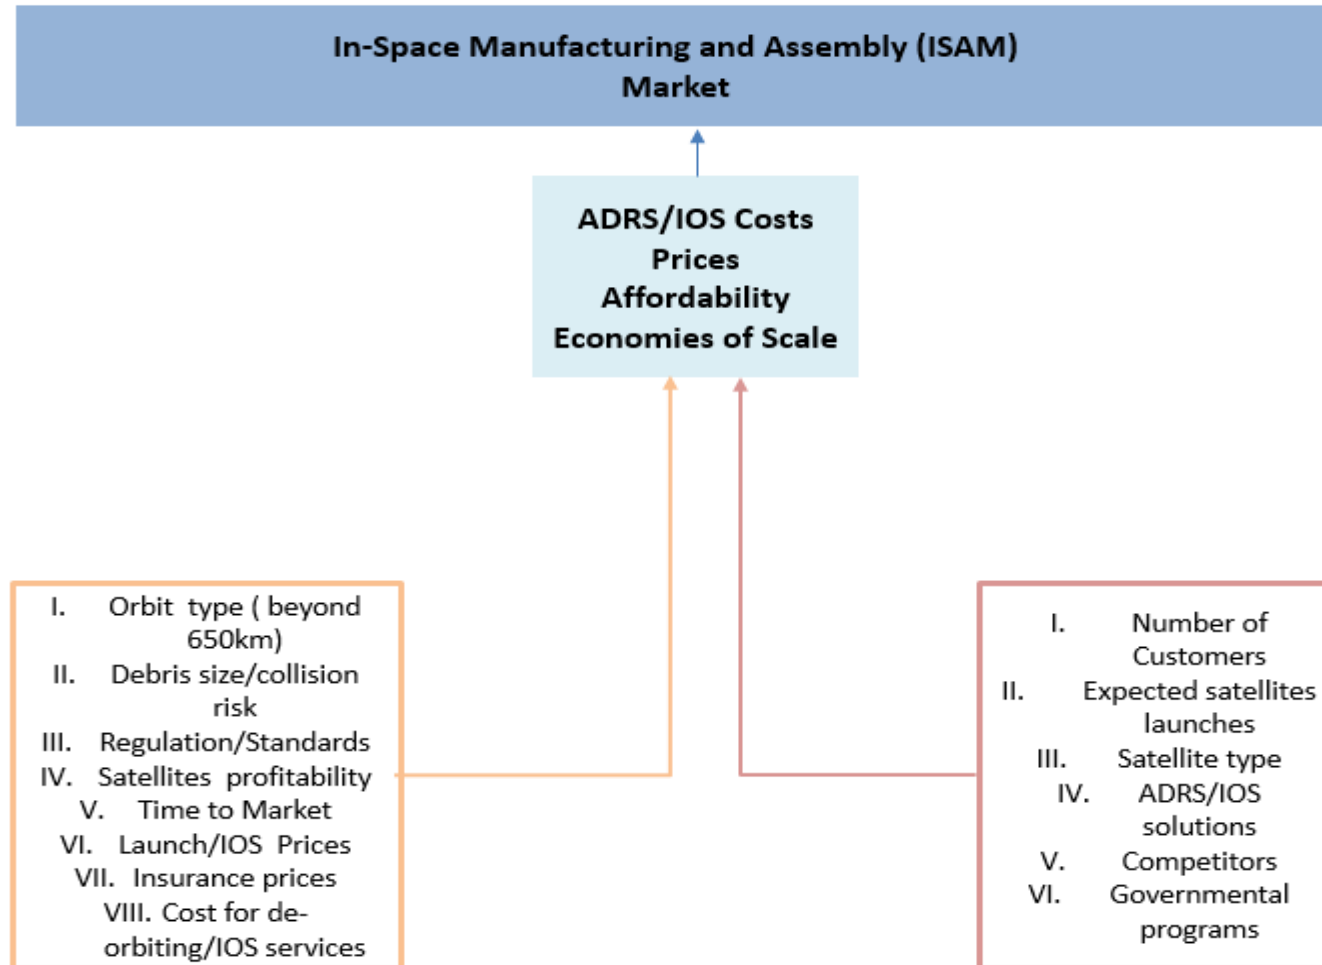 In-Space Manufacturing and Assembly (ISAM)
Market
ADRS/IOS Costs
Prices
Affordability
Economies of Scale
I. Orbit type ( beyond
650km)
II. Debris size/collision
risk
III. Regulation/Standards
IV. Satellites profitability
V. Time to Market
VI. Launch/IOS Prices
VII. Insurance prices
VIII. Cost for de-
orbiting/IOS services
I. Number of
Customers
II. Expected satellites
launches
III. Satellite type
IV. ADRS/IOS
solutions
V. Competitors
VI. Governmental
programs